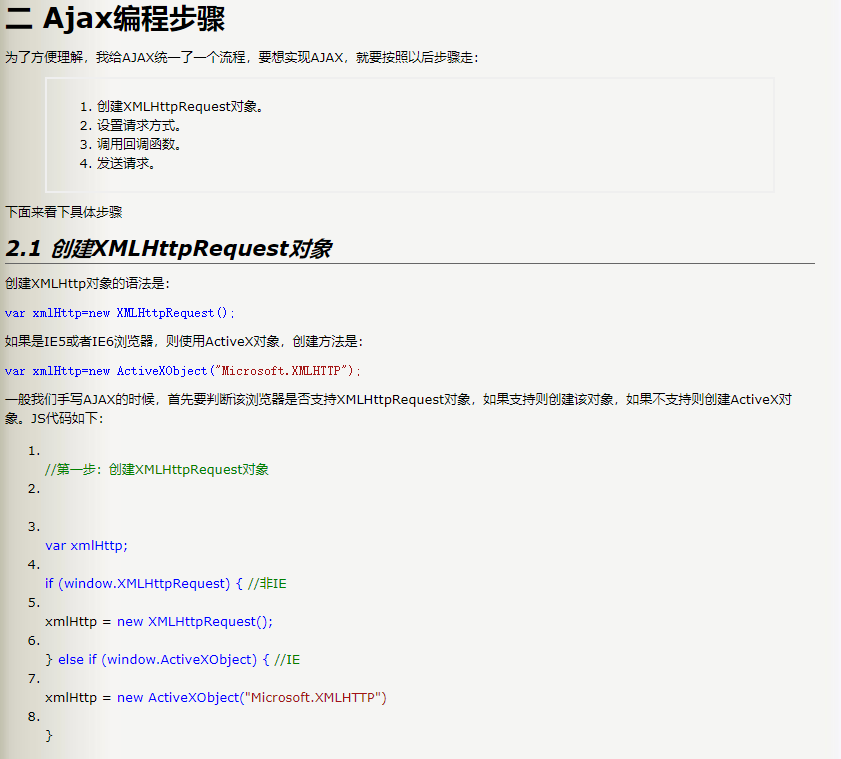 二 Ajax编程步骤
为了方便理解，我给AJAX统一了一个流程，要想实现AJAX，就要按照以后步骤走：
1. 创建XMLHttpRequest对象。
2. 设置请求方式。
3. 调用回调函数。
4. 发送请求。
下面来看下具体步骤
2.1 创建XMLHttpRequest对象
创建XMLHttp对象的语法是：
var xmlHttp=new XMLHttpRequest();
如果是IE5或者IE6浏览器，则使用ActiveX对象，创建方法是：
var xmlHttp=new ActiveXObject("Microsoft.XMLHTTP");
一般我们手写AJAX的时候，首先要判断该浏览器是否支持XMLHttpRequest对象，如果支持则创建该对象，如果不支持则创建ActiveX对
象。JS代码如下：
1.
//第一步：创建XMLHttpRequest对象
2.
3.
var xmlHttp;
4.
if (window.XMLHttpRequest) { //非IE
5.
xmlHttp = new XMLHttpRequest();
6.
} else if (window.ActiveXObject) { //IE
7.
xmlHttp = new ActiveXObject("Microsoft.XMLHTTP")
8.
}